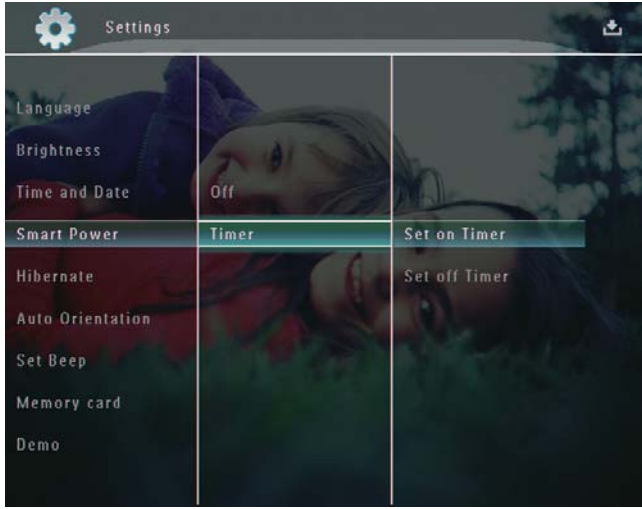 Settings
Language
Brightness
Time and Date
Smart Power
Hibernate
Auto Orientation
Set Beep
Memory card
Demo
Off
Timer
Set on Timer
Set off Timer